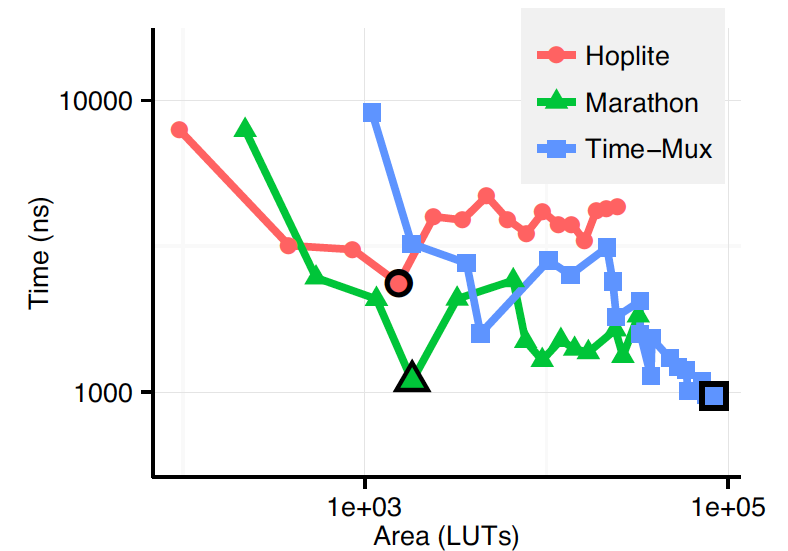 Hoplite
Marathon
Time−Mux
10000
1000
Time (ns)
1e+03
1e+05
Area (LUTs)